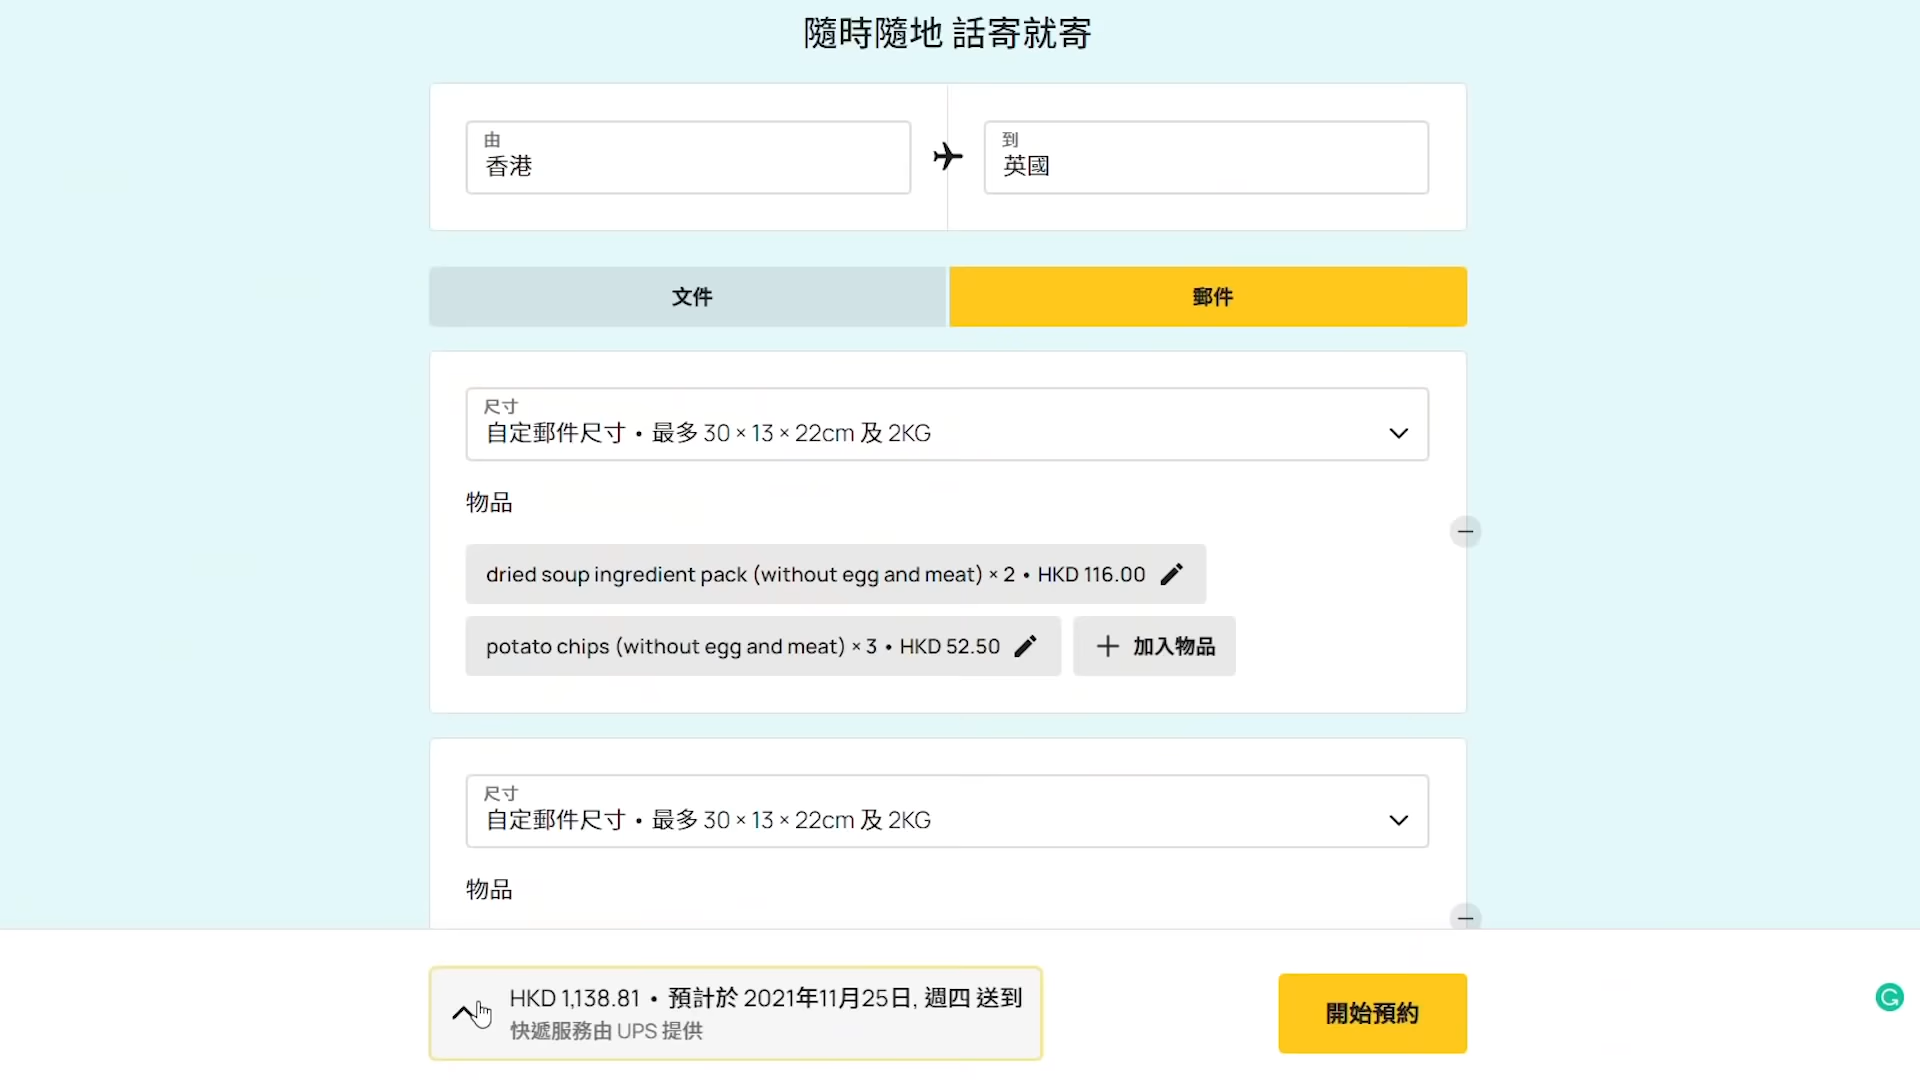 隨時隨地 話寄就寄
由
香港
到
英國
文件
郵件
尺寸
自定郵件尺寸 • 最多 30 × 13 × 22cm 及 2KG
物品
dried soup ingredient pack (without egg and meat) × 2 • HKD 116.00
potato chips (without egg and meat) × 3 • HKD 52.50
加入物品
尺寸
自定郵件尺寸 • 最多 30 × 13 × 22cm 及 2KG
物品
HKD 1,138.81 • 預計於 2021年11月25日, 週四 送到
快遞服務由 UPS 提供
開始預約